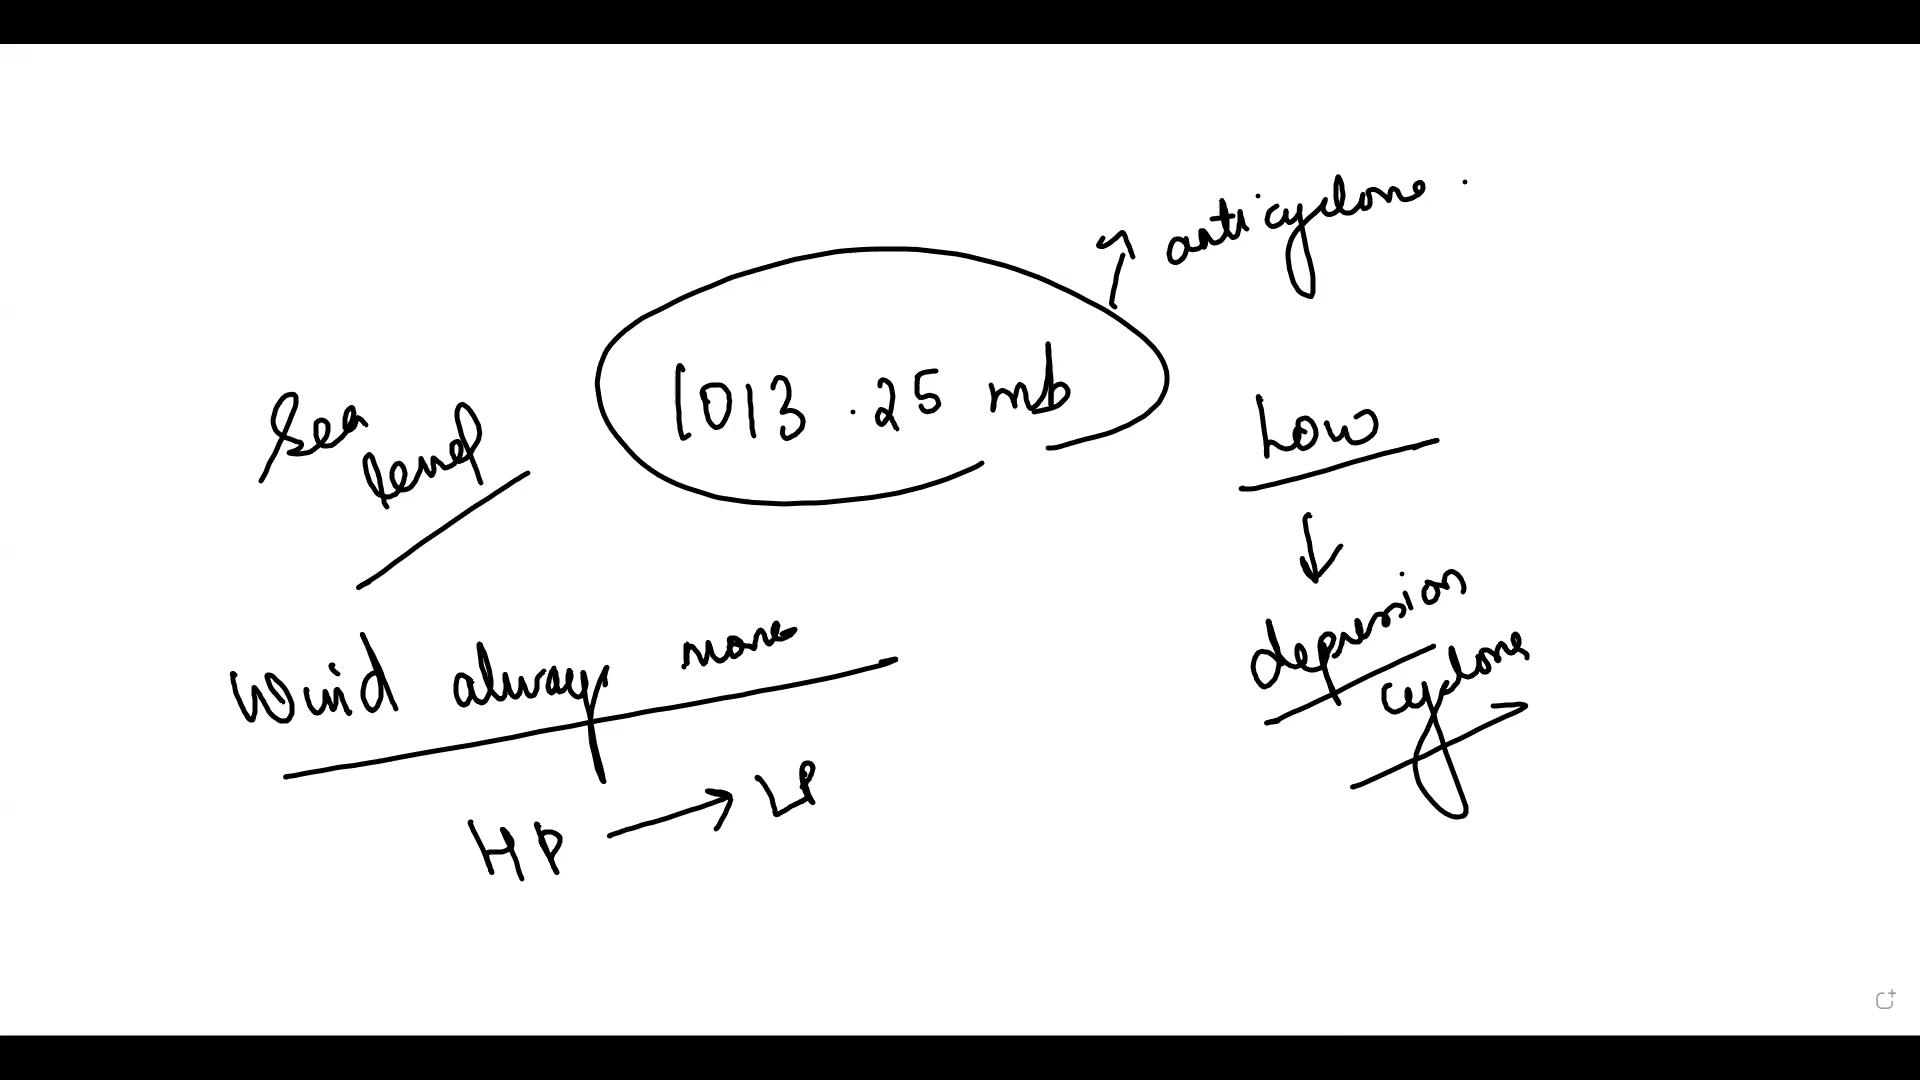 anticyclone.
1013.25 mb
Sea
level
Low
depression
cyclone
Wind always move
HP → LP